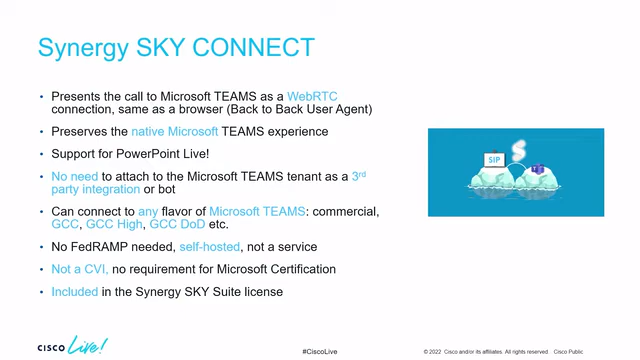 Synergy SKY CONNECT
• Presents the call to Microsoft TEAMS as a WebRTC
connection, same as a browser (Back to Back User Agent)
• Preserves the native Microsoft TEAMS experience
• Support for PowerPoint Live!
• No need to attach to the Microsoft TEAMS tenant as a 3rd
party integration or bot
• Can connect to any flavor of Microsoft TEAMS: commercial,
GCC, GCC High, GCC DoD etc.
• No FedRAMP needed, self-hosted, not a service
• Not a CVI, no requirement for Microsoft Certification
• Included in the Synergy SKY Suite license
SIP
CISCO Live!
#CiscoLive
© 2022 Cisco and/or its affiliates. All rights reserved. Cisco Public